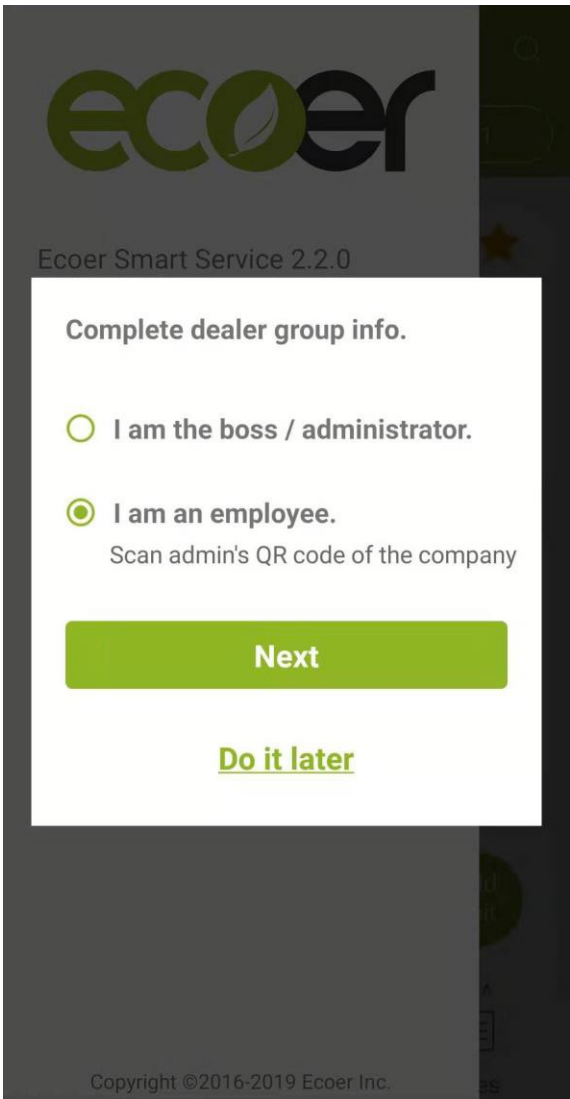 ecoer
Ecoer Smart Service 2.2.0
Complete dealer group info.
I am the boss / administrator.
I am an employee.
Scan admin's QR code of the company
Next
Do it later
Copyright ©2016-2019 Ecoer Inc.